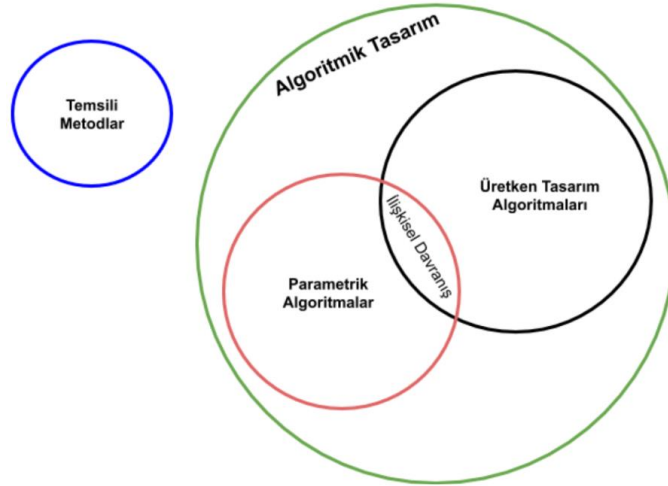 Algoritmik Tasarım
Temsili
Metodlar
Üretken Tasarım
Algoritmaları
İlişkisel Davranış
Parametrik
Algoritmalar